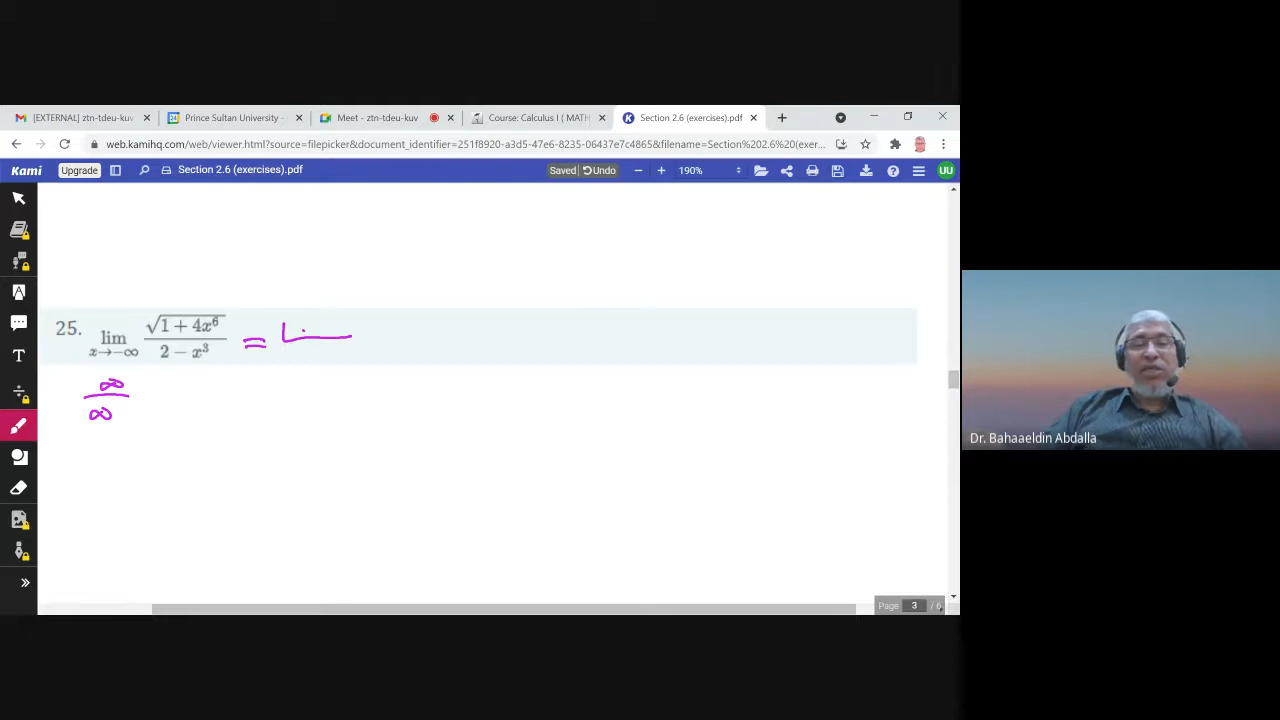 [EXTERNAL] ztn-tdeu-kuv
Prince Sultan University -
Meet - ztn-tdeu-kuv
Course: Calculus I ( MATH
Section 2.6 (exercises).pdf
web.kamihq.com/web/viewer.html?source=filepicker&document_identifier=251f8920-a3d5-47e6-8235-06437e7c4865&filename=Section%202.6%20(exer...
Kami
Upgrade
Section 2.6 (exercises).pdf
Saved
Undo
190%
UU
25. lim x→−∞ √(1 + 4x⁶) / (2 − x³) = Li
∞
∞
Dr. Bahaaeldin Abdalla
Page 3 / 6